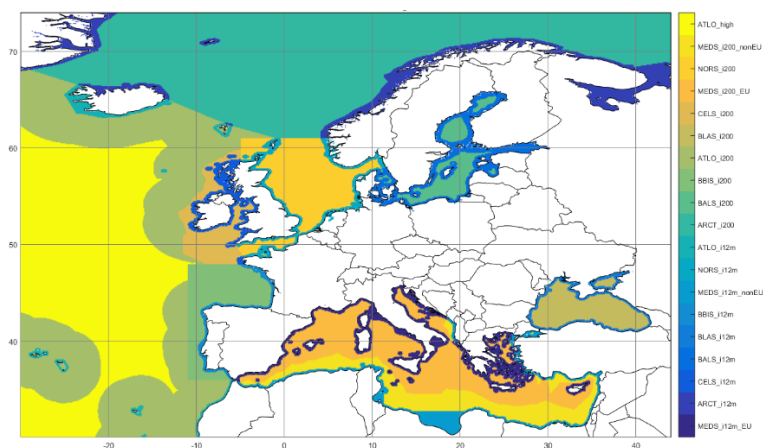 ATLO_high
MEDS_i200_nonEU
NORS_i200
MEDS_i200_EU
CELS_i200
BLAS_i200
ATLO_i200
BBIS_i200
BALS_i200
ARCT_i200
ATLO_i12m
NORS_i12m
MEDS_i12m_nonEU
BBIS_i12m
BLAS_i12m
BALS_i12m
CELS_i12m
ARCT_i12m
MEDS_i12m_EU
70
60
50
40
-20
-10
0
10
20
30
40